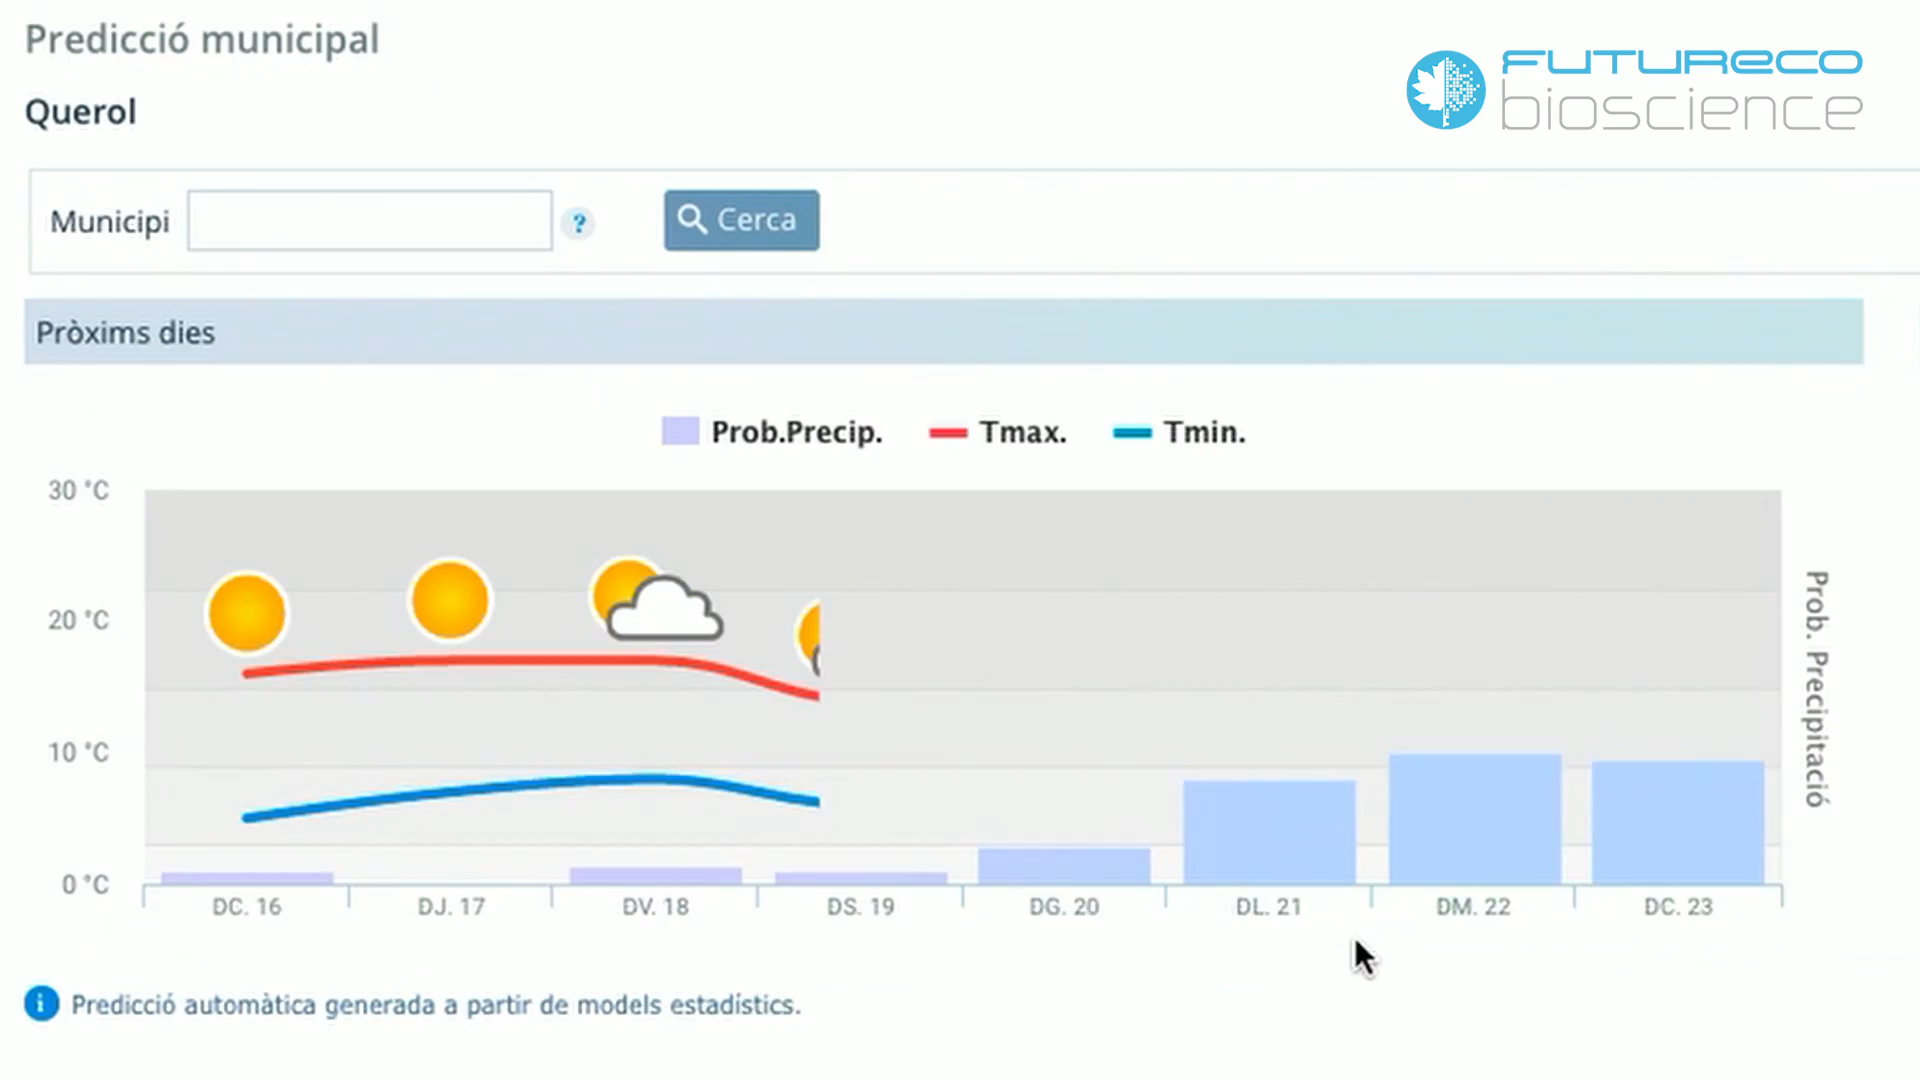 Predicció municipal
FUTURECO
bioscience
Querol
Municipi ? Cerca
Pròxims dies
Prob.Precip. Tmax. Tmin.
30 °C
20 °C
10 °C
0 °C
Prob. Precipitació
DC. 16 DJ. 17 DV. 18 DS. 19 DG. 20 DL. 21 DM. 22 DC. 23
i Predicció automàtica generada a partir de models estadístics.